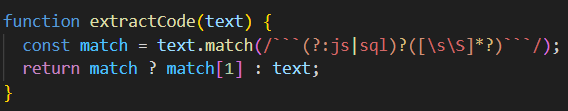 function extractCode(text) {
  const match = text.match(/```(?:js|sql)?([\s\S]*?)```/);
  return match ? match[1] : text;
}